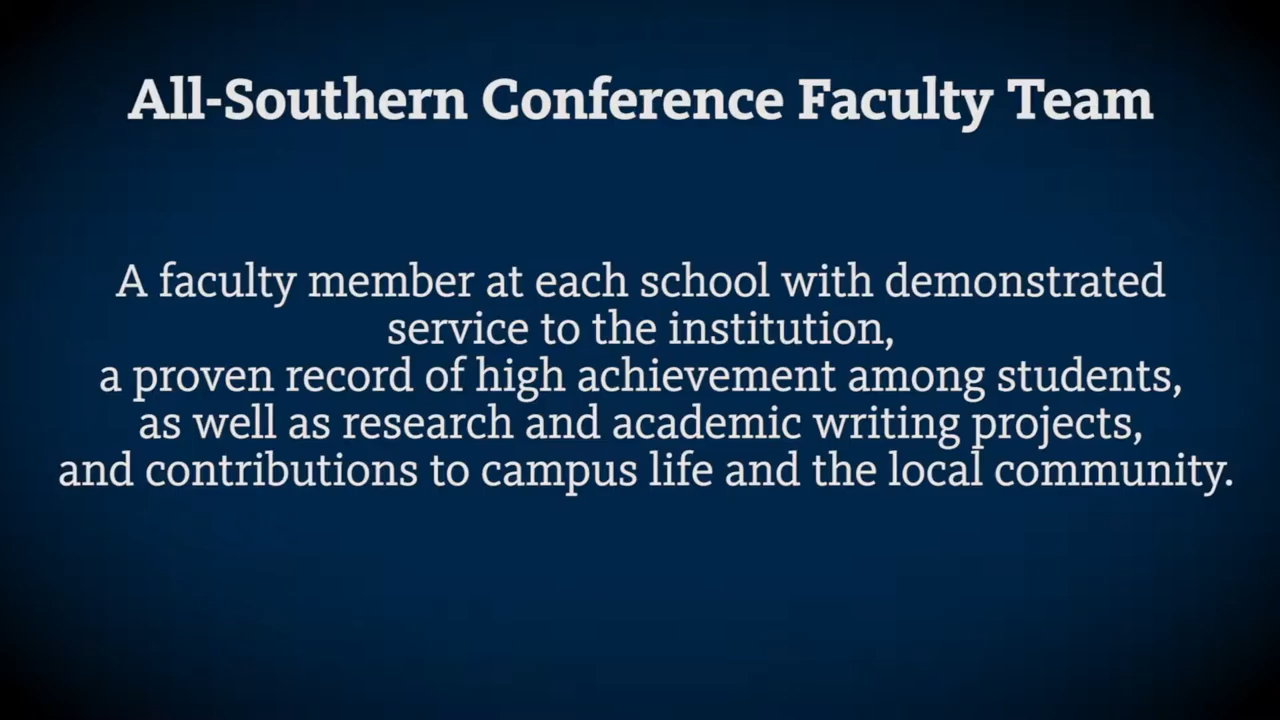 All-Southern Conference Faculty Team
A faculty member at each school with demonstrated
service to the institution,
a proven record of high achievement among students,
as well as research and academic writing projects,
and contributions to campus life and the local community.